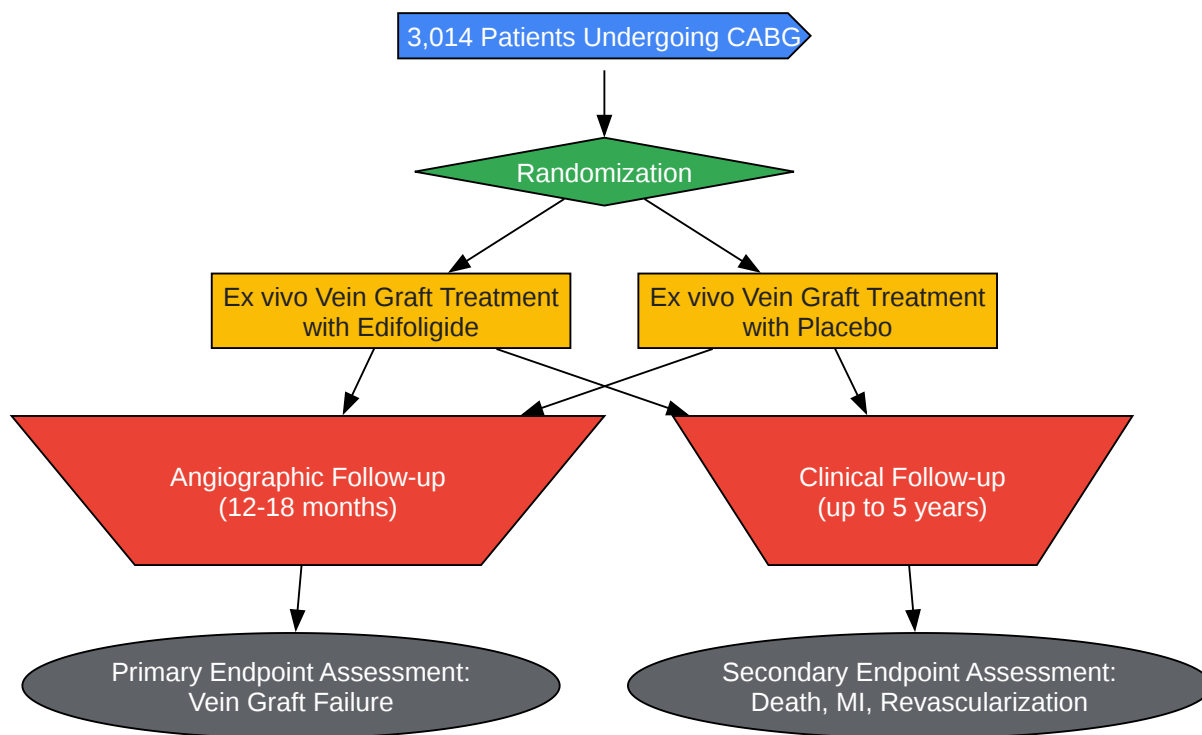 3,014 Patients Undergoing CABG
Randomization
Ex vivo Vein Graft Treatment
with Edifoligide
Ex vivo Vein Graft Treatment
with Placebo
Angiographic Follow-up
(12-18 months)
Clinical Follow-up
(up to 5 years)
Primary Endpoint Assessment:
Vein Graft Failure
Secondary Endpoint Assessment:
Death, MI, Revascularization